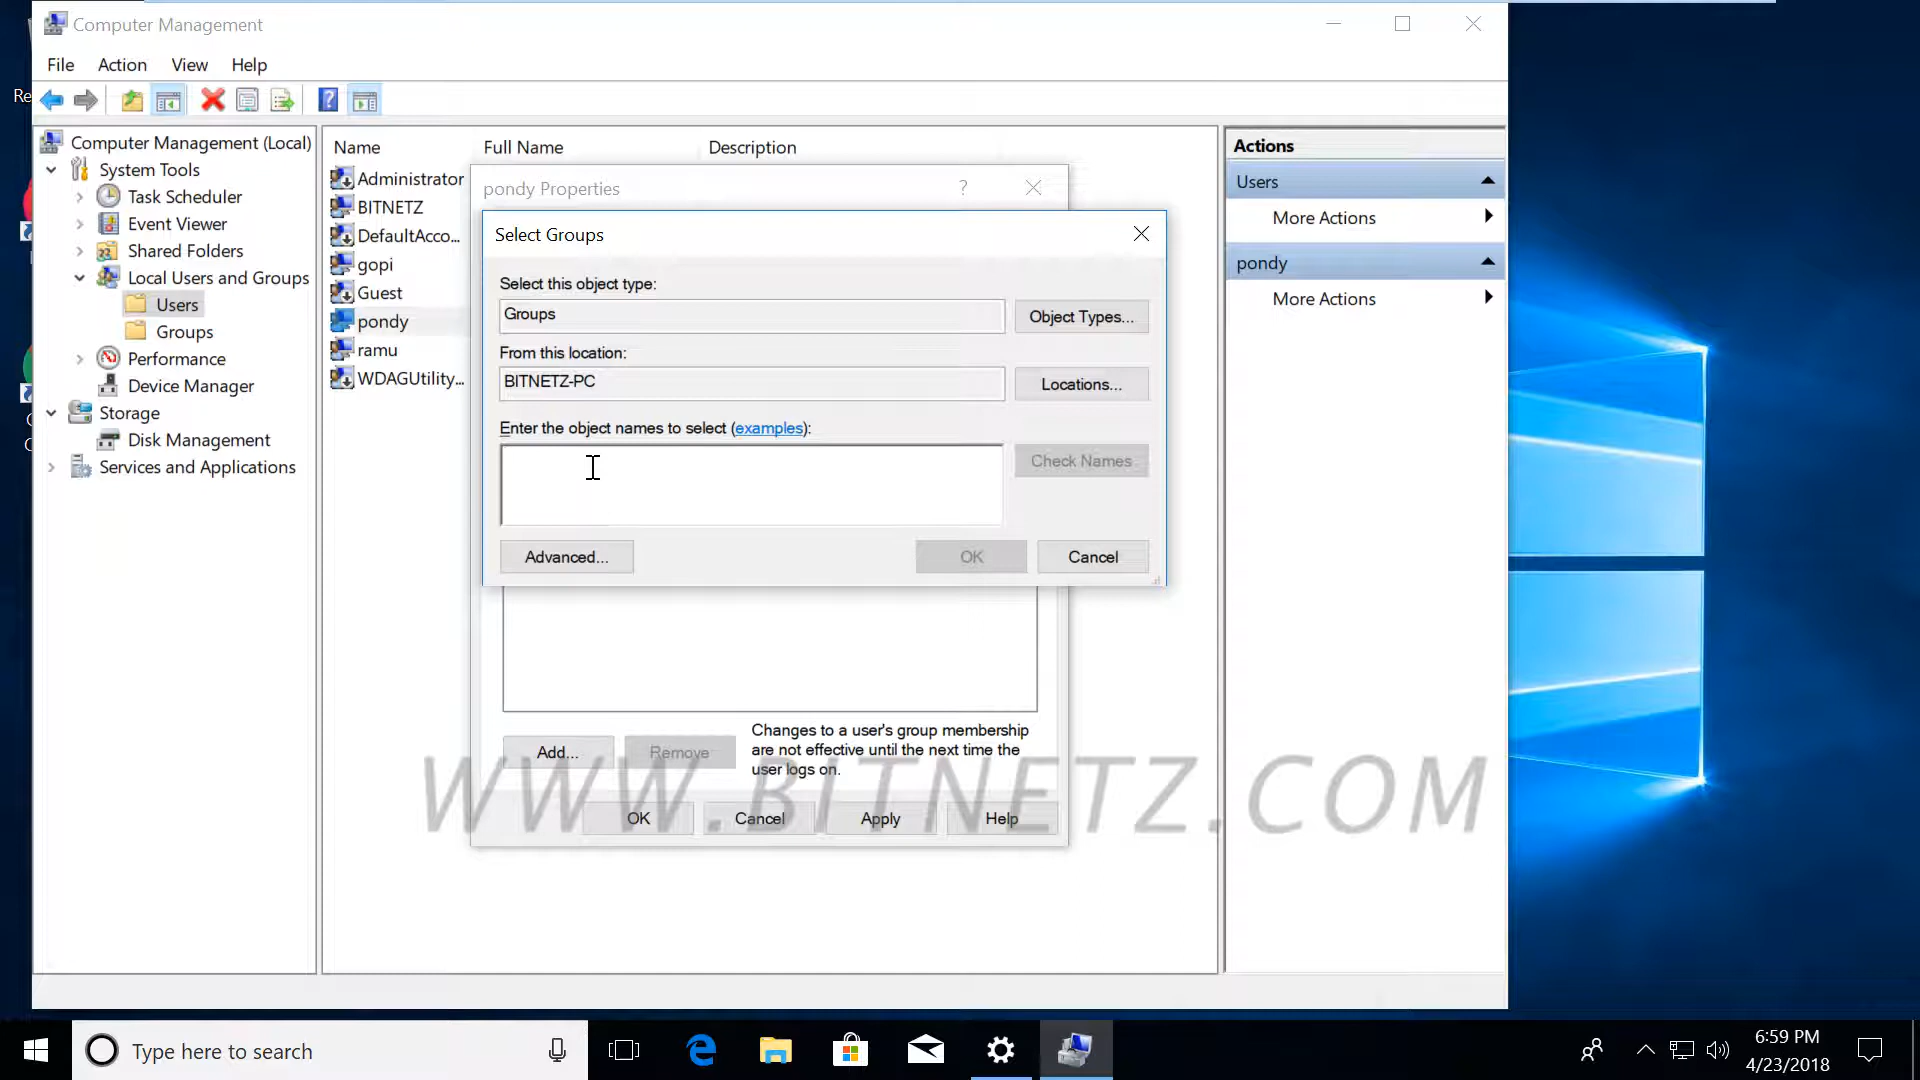 Computer Management
File Action View Help
Re
Computer Management (Local)
System Tools
Task Scheduler
Event Viewer
Shared Folders
Local Users and Groups
Users
Groups
Performance
Device Manager
Storage
Disk Management
Services and Applications
Name Full Name Description
Administrator
BITNETZ
DefaultAcco...
gopi
Guest
pondy
ramu
WDAGUtility...
pondy Properties
?
Select Groups
Select this object type:
Groups
Object Types...
From this location:
BITNETZ-PC
Locations...
Enter the object names to select (examples):
Check Names
Advanced...
OK
Cancel
Add...
Remove
Changes to a user's group membership
are not effective until the next time the
user logs on.
OK Cancel Apply Help
WWW.BITNETZ.COM
Actions
Users
More Actions
pondy
More Actions
Type here to search
6:59 PM
4/23/2018